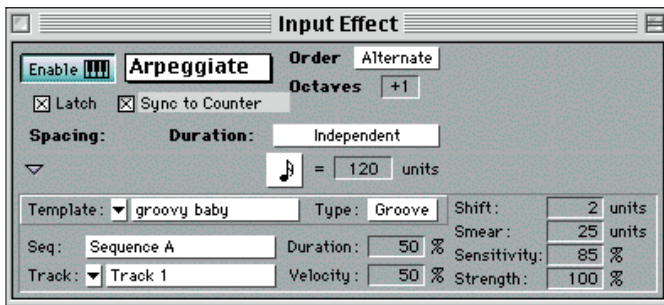 Input Effect
Enable Arpeggiate Order Alternate
Octaves +1
Latch Sync to Counter
Spacing: Duration: Independent
= 120 units
Template: groovy baby Type: Groove Shift: 2 units
Smear: 25 units
Seq: Sequence A Duration: 50 % Sensitivity: 85 %
Track: Track 1 Velocity: 50 % Strength: 100 %